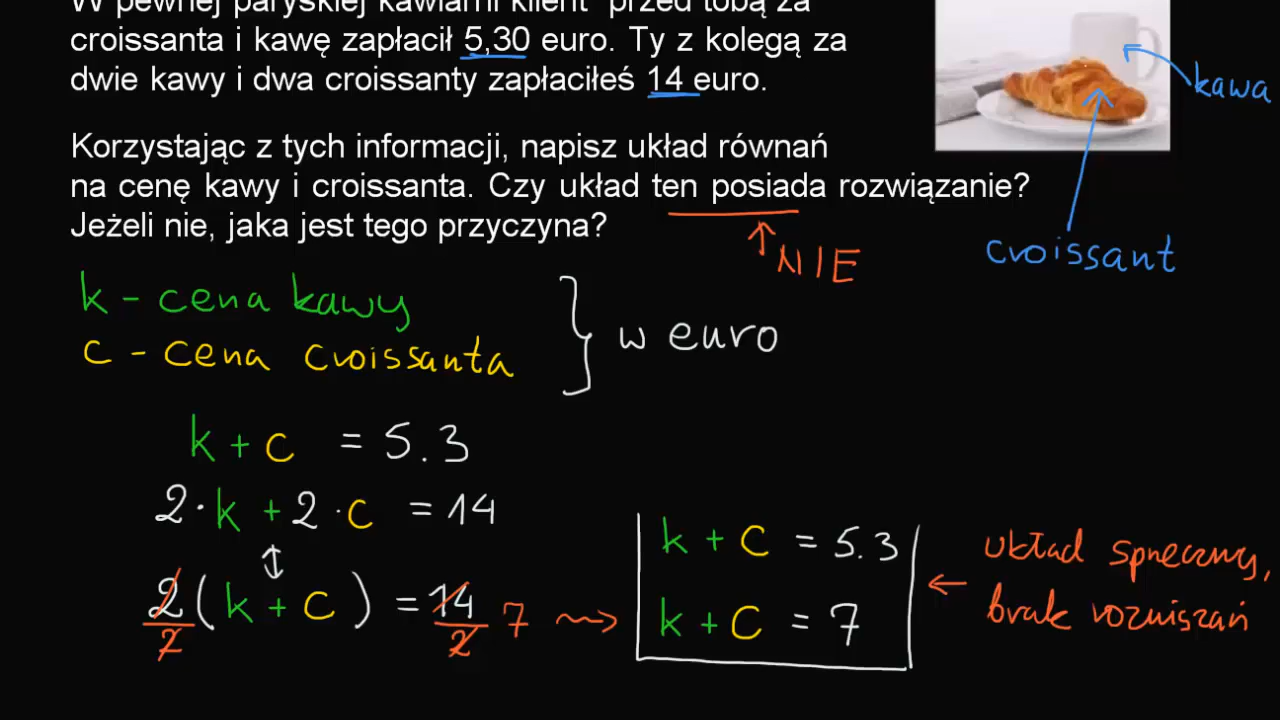 W pewnej paryskiej kawiarni klient przed tobą za
croissanta i kawę zapłacił 5,30 euro. Ty z kolegą za
dwie kawy i dwa croissanty zapłaciłeś 14 euro.
kawa
Korzystając z tych informacji, napisz układ równań
na cenę kawy i croissanta. Czy układ ten posiada rozwiązanie?
Jeżeli nie, jaka jest tego przyczyna?
NIE
croissant
k - cena kawy
c - cena croissanta
} w euro
k + c = 5.3
2·k + 2·c = 14
↕
2/2 (k + c) = 14/2 7
k + c = 5.3
k + c = 7
← układ sprzeczny,
brak rozwiązań